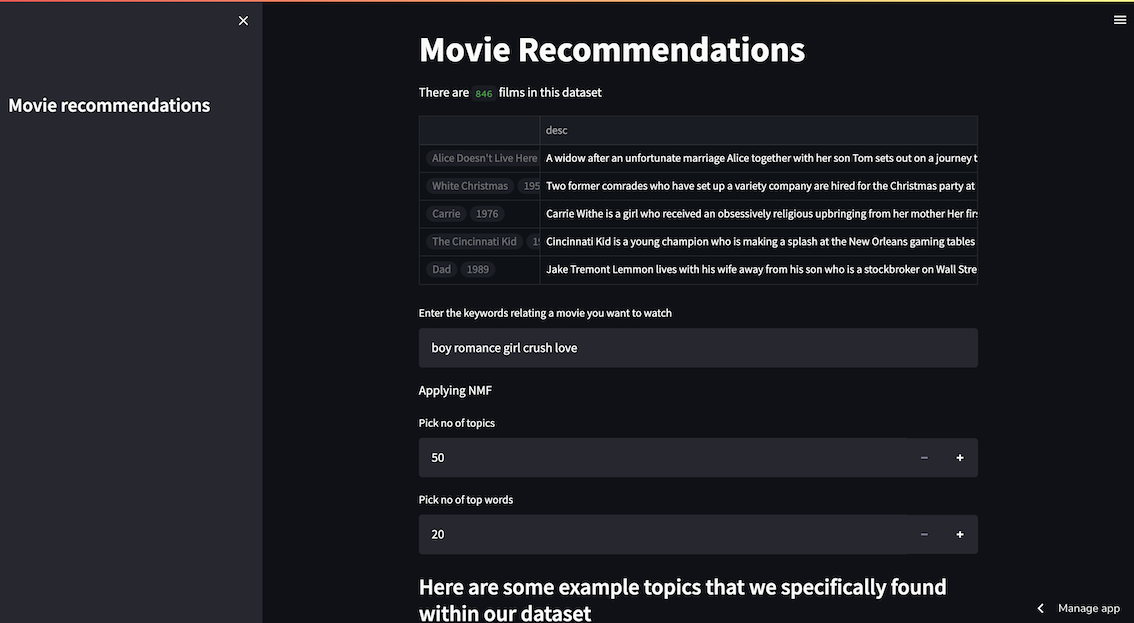 Movie recommendations
Movie Recommendations
There are 846 films in this dataset
desc
Alice Doesn't Live Here A widow after an unfortunate marriage Alice together with her son Tom sets out on a journey t
White Christmas 195 Two former comrades who have set up a variety company are hired for the Christmas party at
Carrie 1976 Carrie Withe is a girl who received an obsessively religious upbringing from her mother Her firs
The Cincinnati Kid 19 Cincinnati Kid is a young champion who is making a splash at the New Orleans gaming tables
Dad 1989 Jake Tremont Lemmon lives with his wife away from his son who is a stockbroker on Wall Stre
Enter the keywords relating a movie you want to watch
boy romance girl crush love
Applying NMF
Pick no of topics
50
Pick no of top words
20
Here are some example topics that we specifically found
within our dataset
Manage app